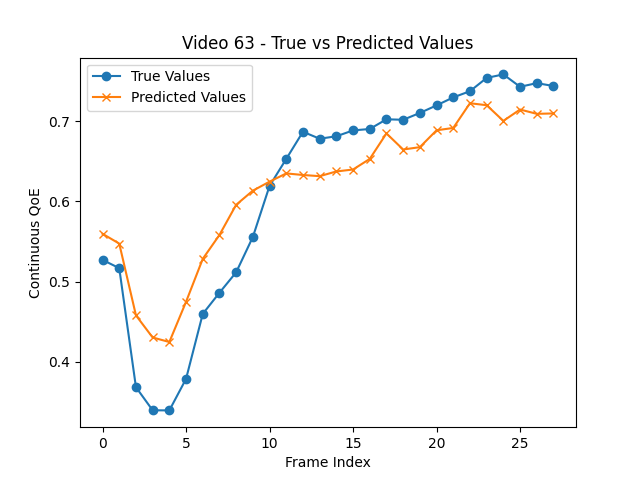 Video 63 - True vs Predicted Values
True Values
Predicted Values
Continuous QoE
0.7
0.6
0.5
0.4
0 5 10 15 20 25
Frame Index